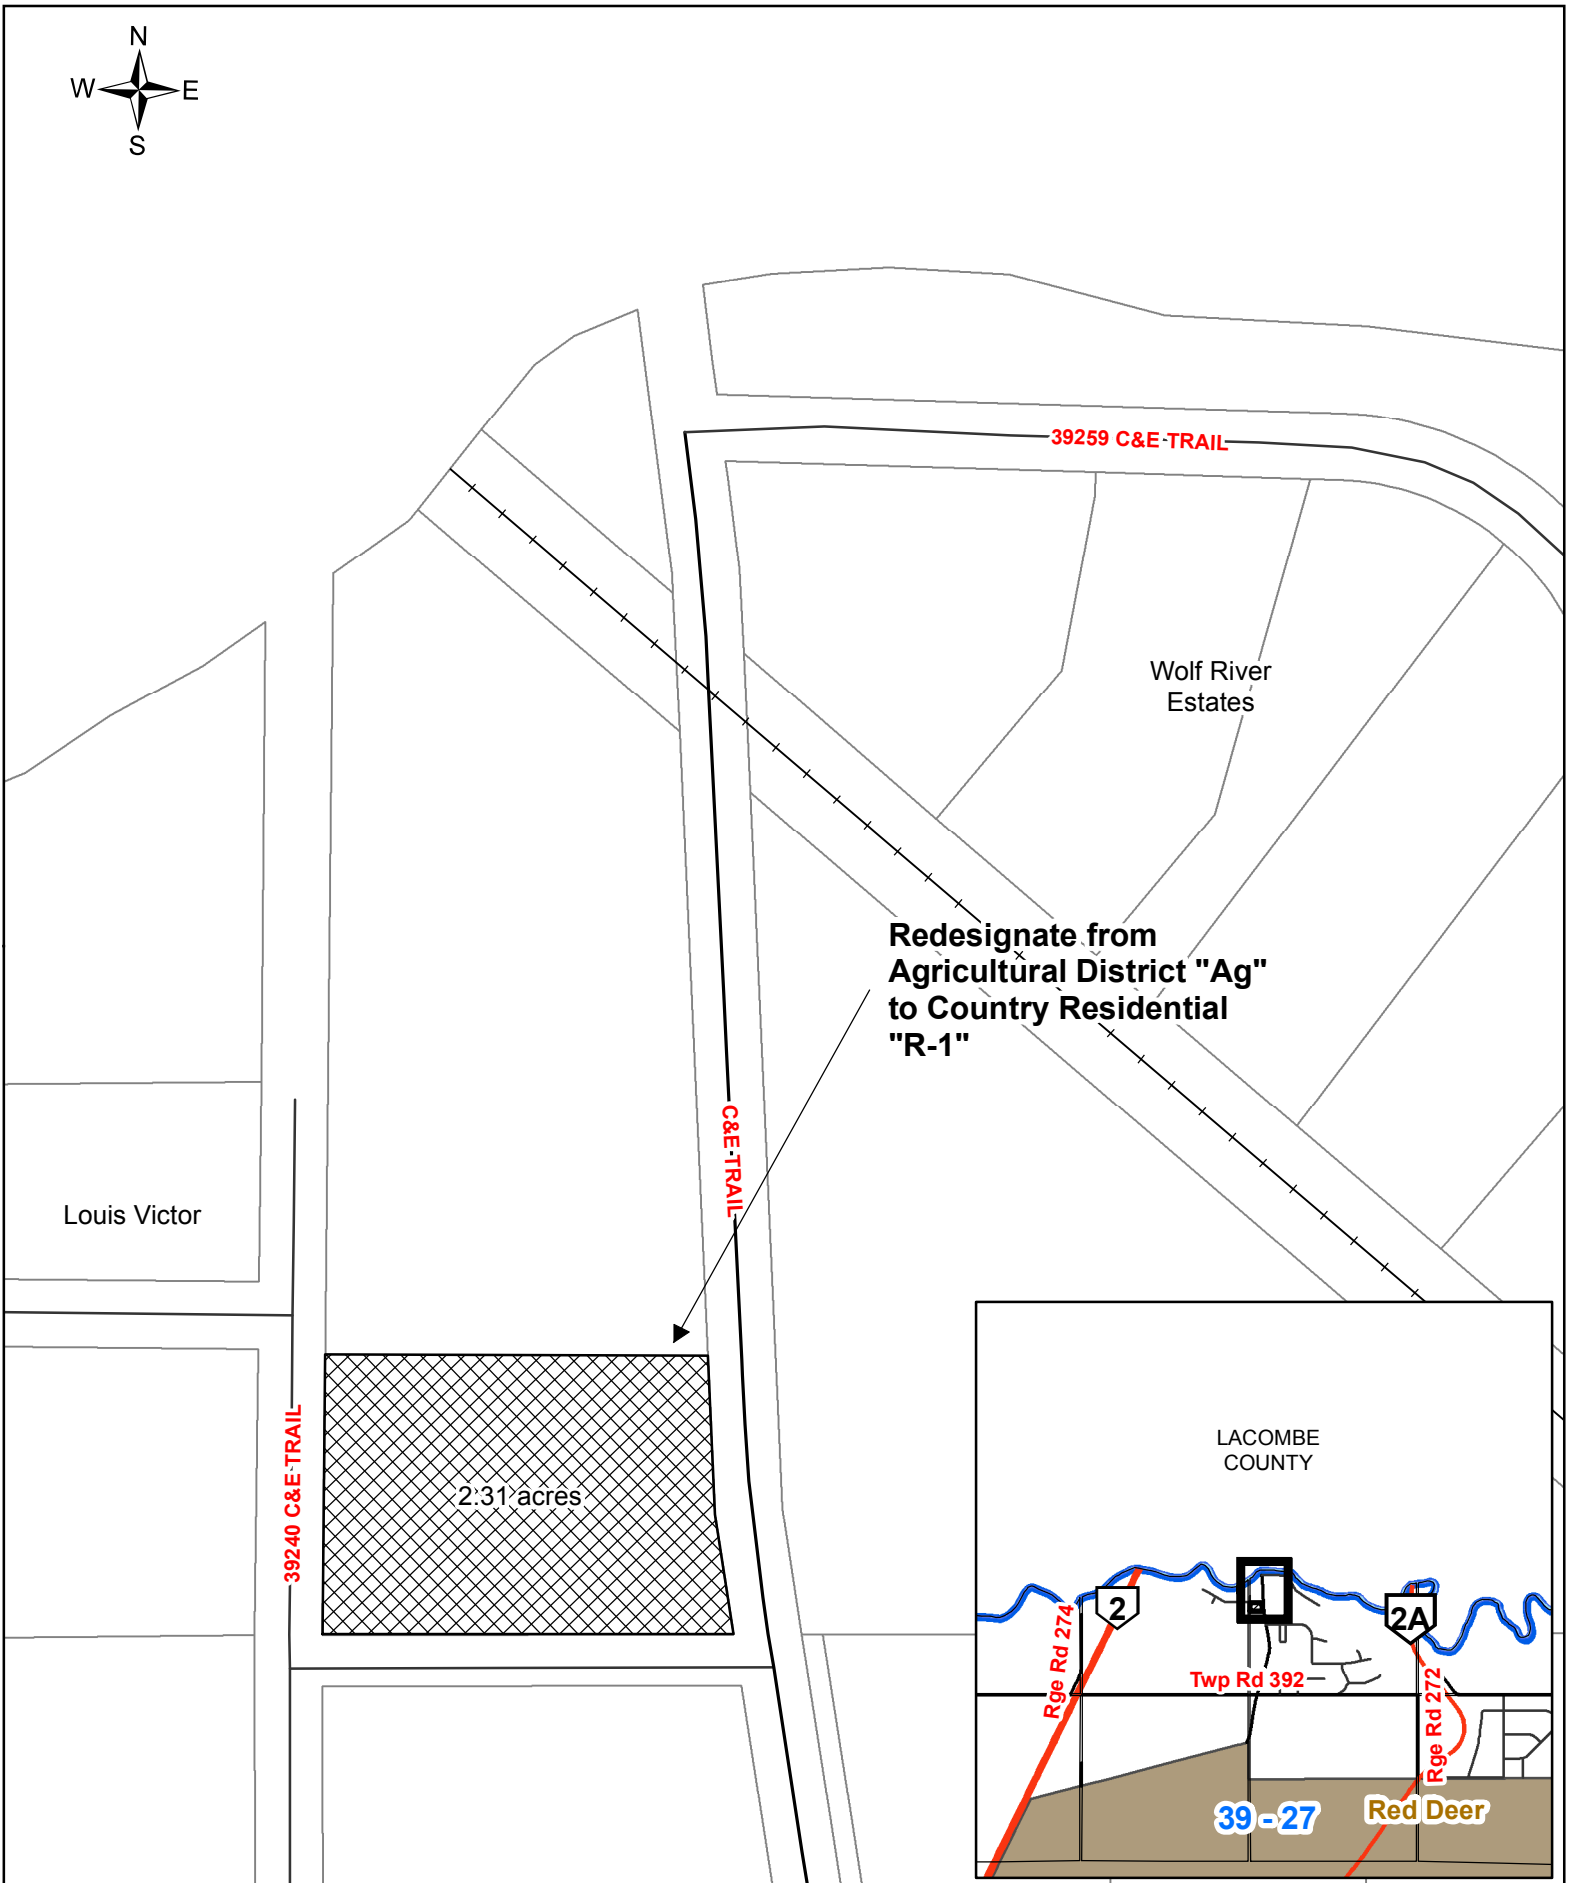 N
W E
S
39259 C&E TRAIL
Wolf River
Estates
Redesignate from
Agricultural District "Ag"
to Country Residential
"R-1"
C&E TRAIL
Louis Victor
39240 C&E TRAIL
2.31 acres
LACOMBE
COUNTY
2
2A
Rge Rd 274
Twp Rd 392
Rge Rd 272
39 - 27
Red Deer